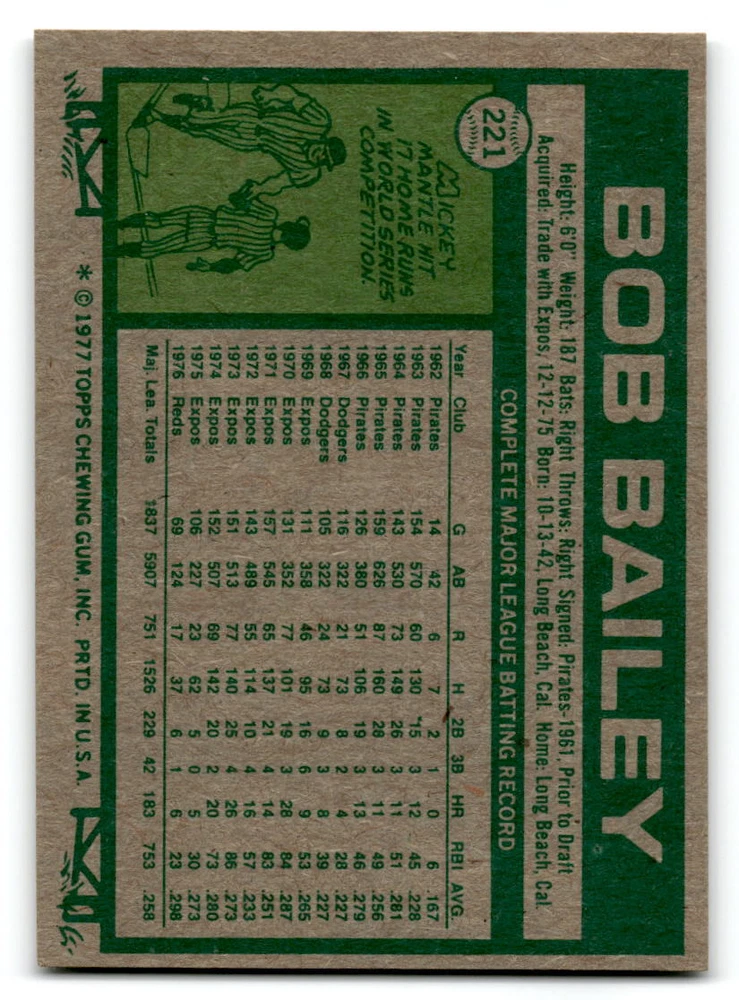 BOB BAILEY
221
Height: 6'0" Weight: 187 Bats: Right Throws: Right Signed: Pirates-1961, Prior to Draft
Acquired: Trade with Expos, 12-12-75 Born: 10-13-42, Long Beach, Cal. Home: Long Beach, Cal.
COMPLETE MAJOR LEAGUE BATTING RECORD
MICKEY
MANTLE HIT
17 HOME RUNS
IN WORLD SERIES
COMPETITION.
Year Club G AB R H 2B 3B HR RBI AVG.
1962 Pirates 14 42 6 7 2 1 0 6 .167
1963 Pirates 154 570 60 130 15 3 12 45 .228
1964 Pirates 143 530 73 149 26 3 11 51 .281
1965 Pirates 159 626 87 160 28 3 11 49 .256
1966 Pirates 126 380 51 106 19 3 13 46 .279
1967 Dodgers 116 322 21 73 8 2 4 28 .227
1968 Dodgers 105 322 24 73 9 3 8 39 .227
1969 Expos 111 358 46 95 16 6 9 53 .265
1970 Expos 131 352 77 101 19 3 28 84 .287
1971 Expos 157 545 65 137 21 4 14 83 .251
1972 Expos 143 489 55 114 10 4 16 57 .233
1973 Expos 151 513 77 140 25 4 26 86 .273
1974 Expos 152 507 69 142 20 2 20 73 .280
1975 Expos 106 227 23 62 5 0 5 30 .273
1976 Reds 69 124 17 37 6 1 6 23 .298
Maj. Lea. Totals 1837 5907 751 1526 229 42 183 753 .258
* © 1977 TOPPS CHEWING GUM, INC. PRTD. IN U.S.A.